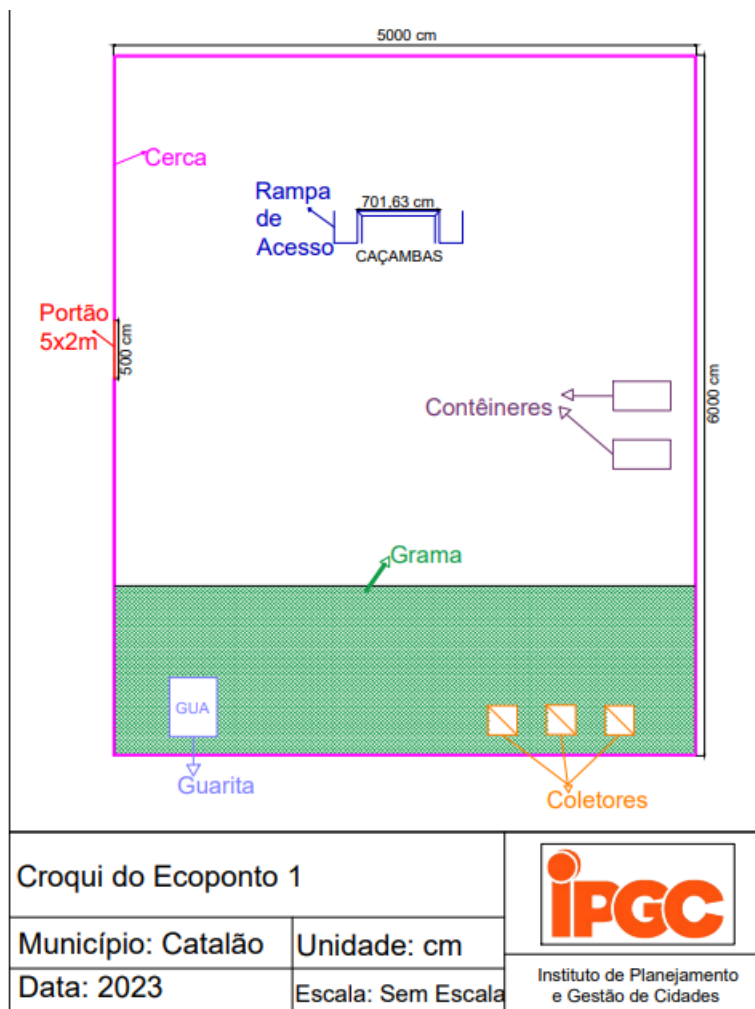 5000 cm
Cerca
Rampa
de
Acesso
701,63 cm
CAÇAMBAS
Portão
5x2m
500 cm
Contêineres
6000 cm
Grama
GUA
Guarita
Coletores
Croqui do Ecoponto 1
Município: Catalão
Unidade: cm
Data: 2023
Escala: Sem Escala
iPGC
Instituto de Planejamento
e Gestão de Cidades